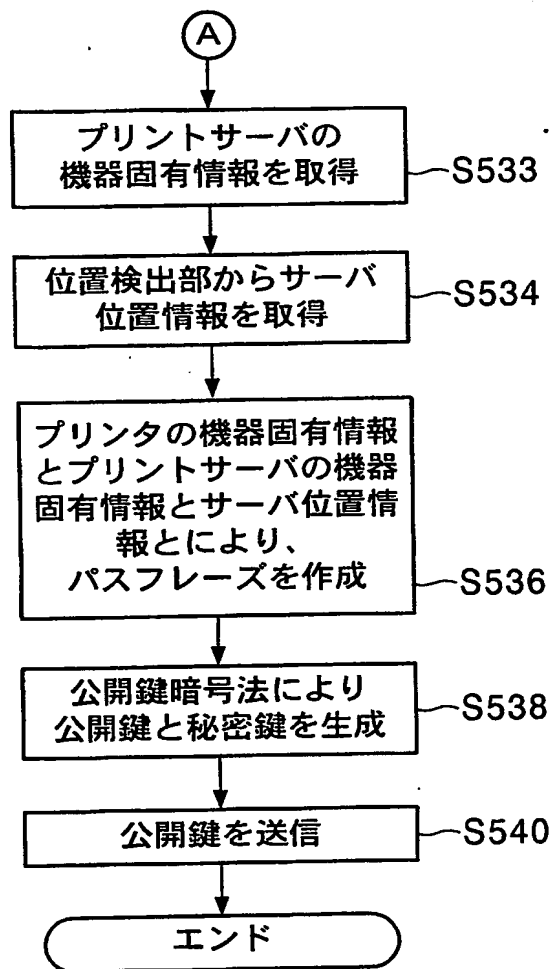 A
プリントサーバの
機器固有情報を取得
S533
位置検出部からサーバ
位置情報を取得
S534
プリンタの機器固有情報
とプリントサーバの機器
固有情報とサーバ位置情
報とにより、
パスフレーズを作成
S536
公開鍵暗号法により
公開鍵と秘密鍵を生成
S538
公開鍵を送信
S540
エンド